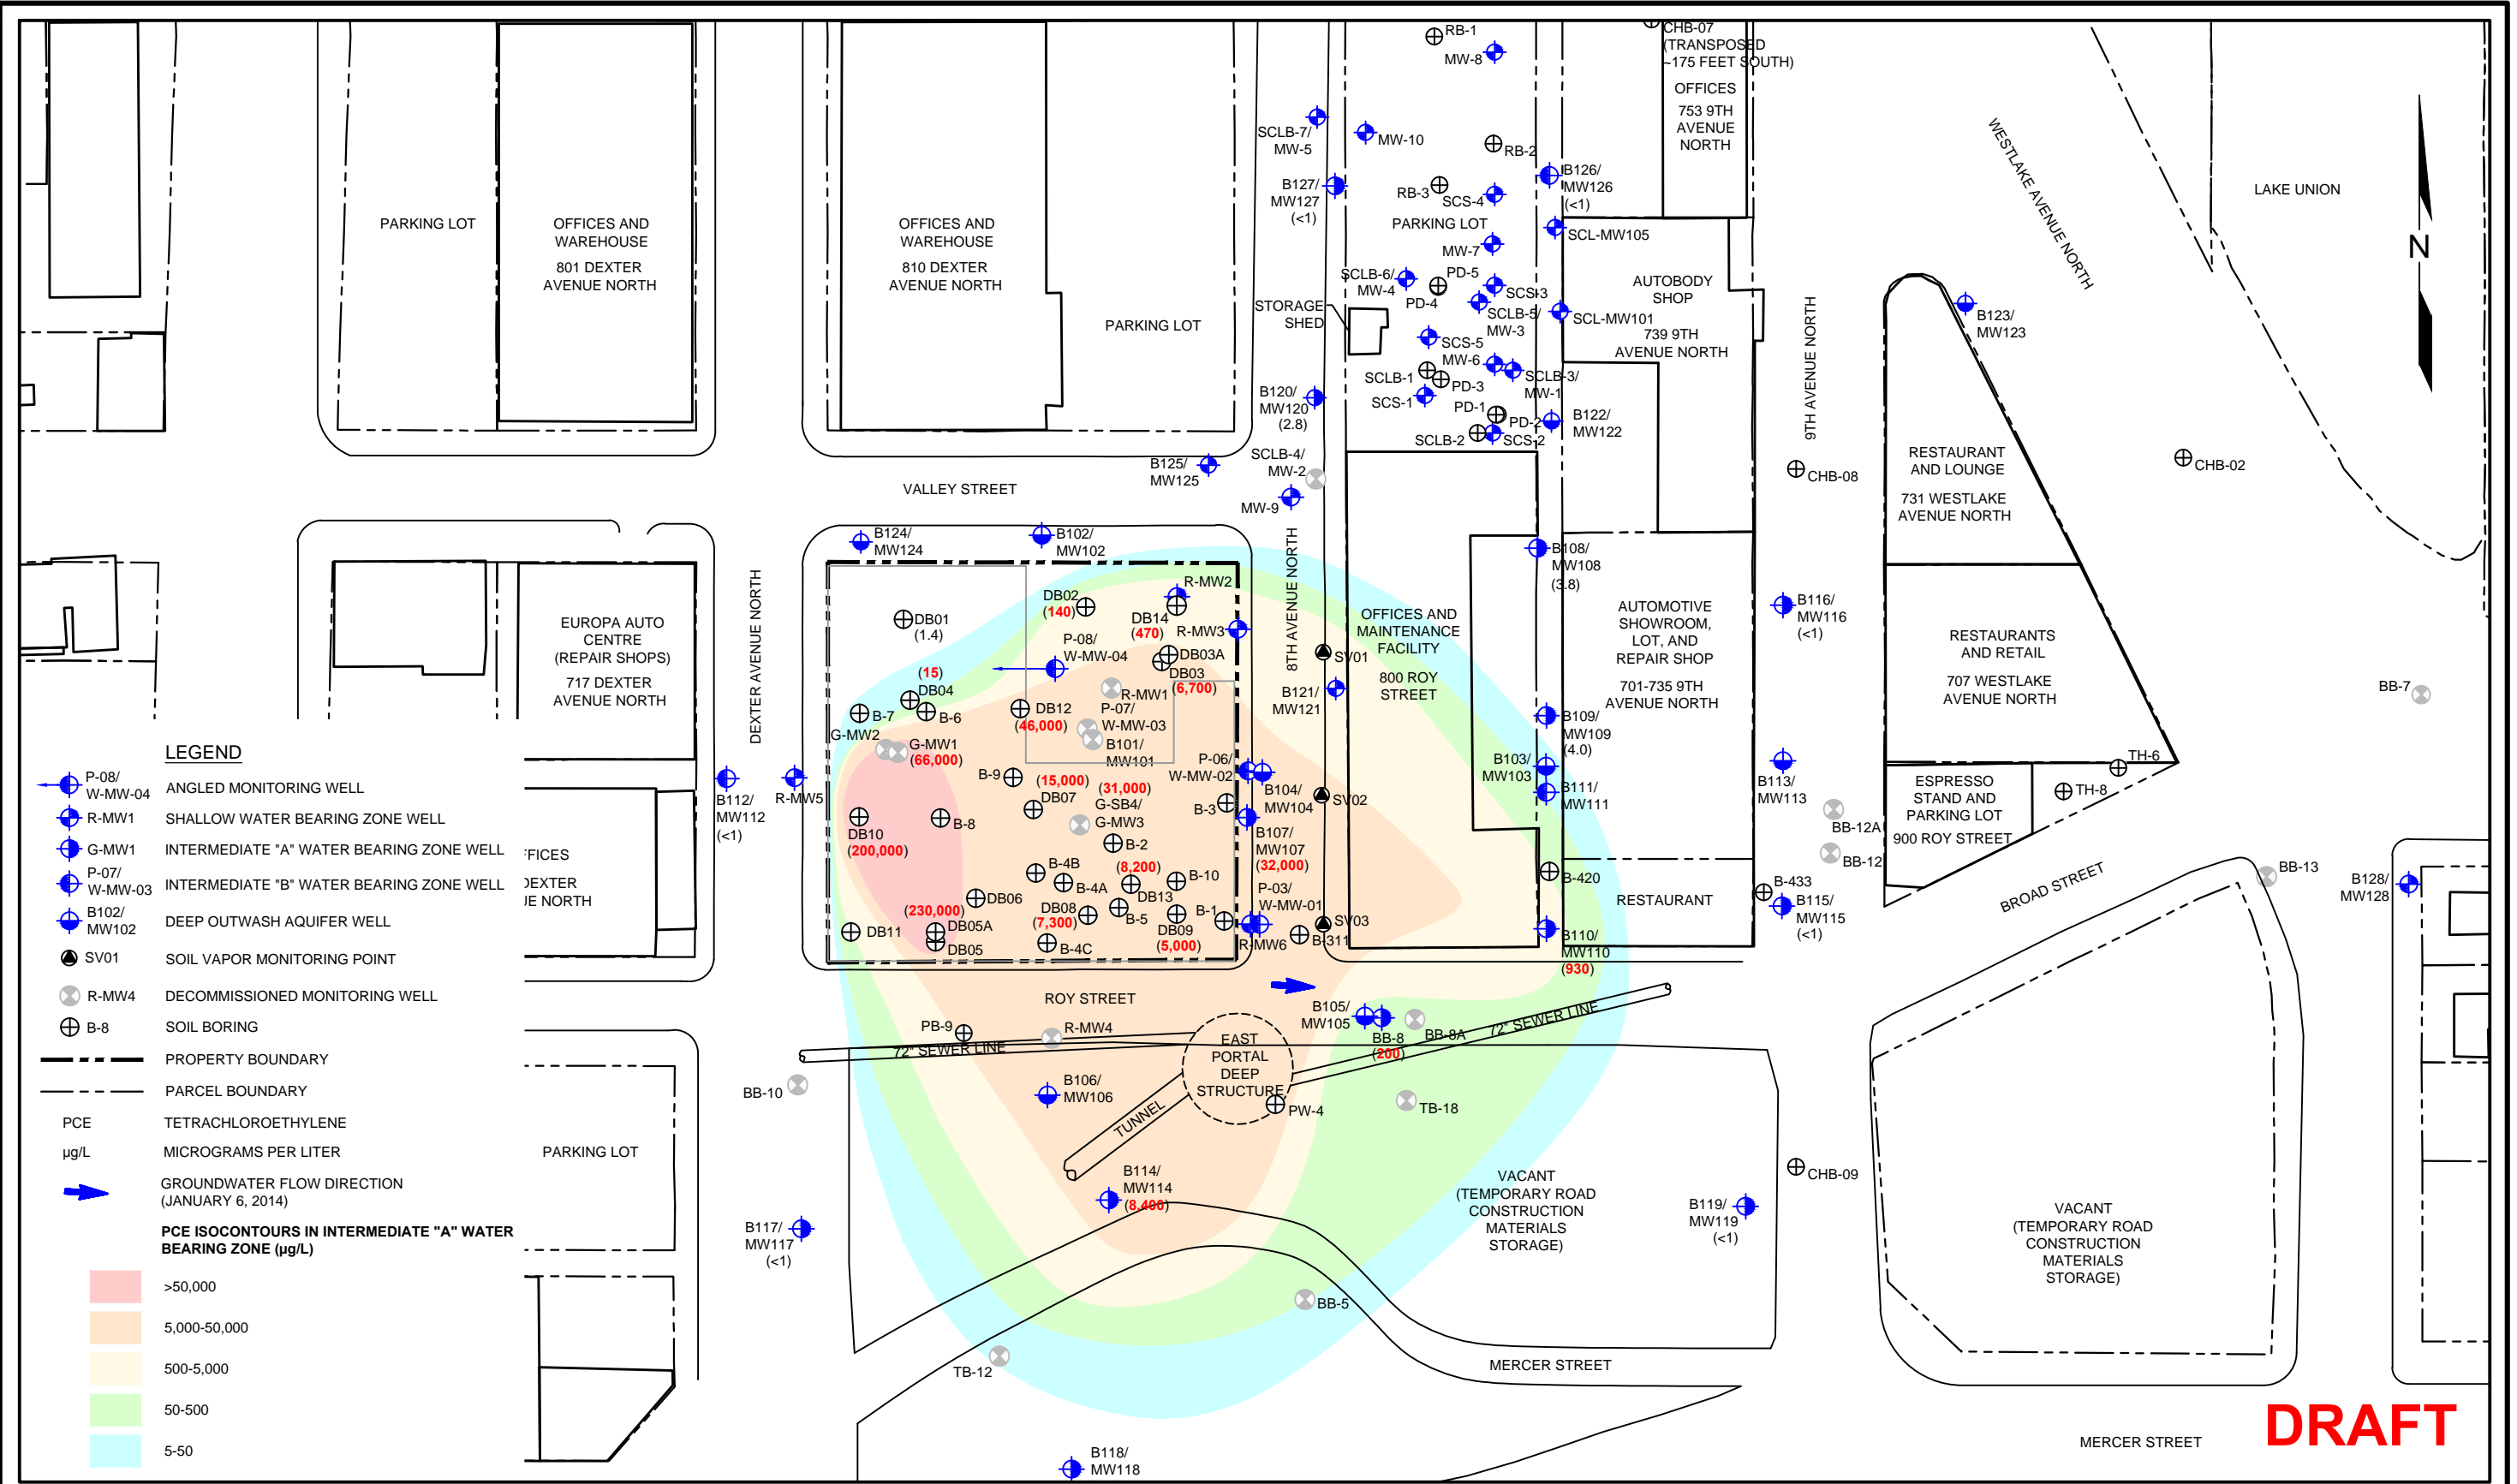 RB-1
MW-8
CHB-07
(TRANSPOSED
~175 FEET SOUTH)
OFFICES
753 9TH
AVENUE
NORTH
SCLB-7/
MW-5
MW-10
RB-2
B127/
MW127
(<1)
RB-3
SCS-4
B126/
MW126
(<1)
PARKING LOT
SCL-MW105
MW-7
WESTLAKE AVENUE NORTH
LAKE UNION
N
PARKING LOT
OFFICES AND
WAREHOUSE
801 DEXTER
AVENUE NORTH
OFFICES AND
WAREHOUSE
810 DEXTER
AVENUE NORTH
PARKING LOT
SCLB-6/
MW-4
PD-5
PD-4
SCS-3
SCLB-5/
MW-3
AUTOBODY
SHOP
739 9TH
AVENUE NORTH
SCL-MW101
STORAGE
SHED
SCS-5
MW-6
SCLB-1
PD-3
SCLB-3/
MW-1
SCS-1
PD-1
PD-2
SCLB-2
SCS-2
B122/
MW122
B120/
MW120
(2.8)
9TH AVENUE NORTH
B123/
MW123
RESTAURANT
AND LOUNGE
731 WESTLAKE
AVENUE NORTH
CHB-02
CHB-08
B125/
MW125
SCLB-4/
MW-2
MW-9
VALLEY STREET
B124/
MW124
B102/
MW102
8TH AVENUE NORTH
DEXTER AVENUE NORTH
EUROPA AUTO
CENTRE
(REPAIR SHOPS)
717 DEXTER
AVENUE NORTH
DB01
(1.4)
DB02
(140)
R-MW2
DB14
(470)
R-MW3
P-08/
W-MW-04
DB03A
DB03
(6,700)
R-MW1
(15)
DB04
B-7
B-6
DB12
(46,000)
P-07/
W-MW-03
B101/
MW101
G-MW2
G-MW1
(66,000)
B-9
(15,000)
DB07
(31,000)
G-SB4/
G-MW3
B-3
P-06/
W-MW-02
B104/
MW104
B107/
MW107
(32,000)
DB10
(200,000)
B-8
B-2
B-4B
B-4A
(8,200)
DB13
B-10
P-03/
W-MW-01
DB06
DB08
(7,300)
B-5
B-1
DB09
(5,000)
(230,000)
DB05A
DB05
DB11
B-4C
R-MW6
B-311
SV01
SV02
SV03
B121/
MW121
OFFICES AND
MAINTENANCE
FACILITY
800 ROY
STREET
B108/
MW108
(3.8)
B109/
MW109
(4.0)
B103/
MW103
B111/
MW111
B-420
B110/
MW110
(930)
AUTOMOTIVE
SHOWROOM,
LOT, AND
REPAIR SHOP
701-735 9TH
AVENUE NORTH
RESTAURANT
B116/
MW116
(<1)
B113/
MW113
B-433
B115/
MW115
(<1)
BB-12A
BB-12
RESTAURANTS
AND RETAIL
707 WESTLAKE
AVENUE NORTH
ESPRESSO
STAND AND
PARKING LOT
900 ROY STREET
TH-6
TH-8
BB-7
BROAD STREET
BB-13
B128/
MW128
B112/
MW112
(<1)
R-MW5
FFICES
DEXTER
UE NORTH
ROY STREET
PB-9
R-MW4
72" SEWER LINE
BB-10
B106/
MW106
EAST
PORTAL
DEEP
STRUCTURE
TUNNEL
PW-4
B105/
MW105
BB-8
(200)
BB-8A
72" SEWER LINE
TB-18
B114/
MW114
(8,400)
B117/
MW117
(<1)
PARKING LOT
VACANT
(TEMPORARY ROAD
CONSTRUCTION
MATERIALS
STORAGE)
B119/
MW119
(<1)
CHB-09
VACANT
(TEMPORARY ROAD
CONSTRUCTION
MATERIALS
STORAGE)
BB-5
TB-12
MERCER STREET
B118/
MW118
MERCER STREET
DRAFT
LEGEND
P-08/
W-MW-04 ANGLED MONITORING WELL
R-MW1 SHALLOW WATER BEARING ZONE WELL
G-MW1 INTERMEDIATE "A" WATER BEARING ZONE WELL
P-07/
W-MW-03 INTERMEDIATE "B" WATER BEARING ZONE WELL
B102/
MW102 DEEP OUTWASH AQUIFER WELL
SV01 SOIL VAPOR MONITORING POINT
R-MW4 DECOMMISSIONED MONITORING WELL
B-8 SOIL BORING
PROPERTY BOUNDARY
PARCEL BOUNDARY
PCE TETRACHLOROETHYLENE
µg/L MICROGRAMS PER LITER
GROUNDWATER FLOW DIRECTION
(JANUARY 6, 2014)
PCE ISOCONTOURS IN INTERMEDIATE "A" WATER
BEARING ZONE (µg/L)
>50,000
5,000-50,000
500-5,000
50-500
5-50